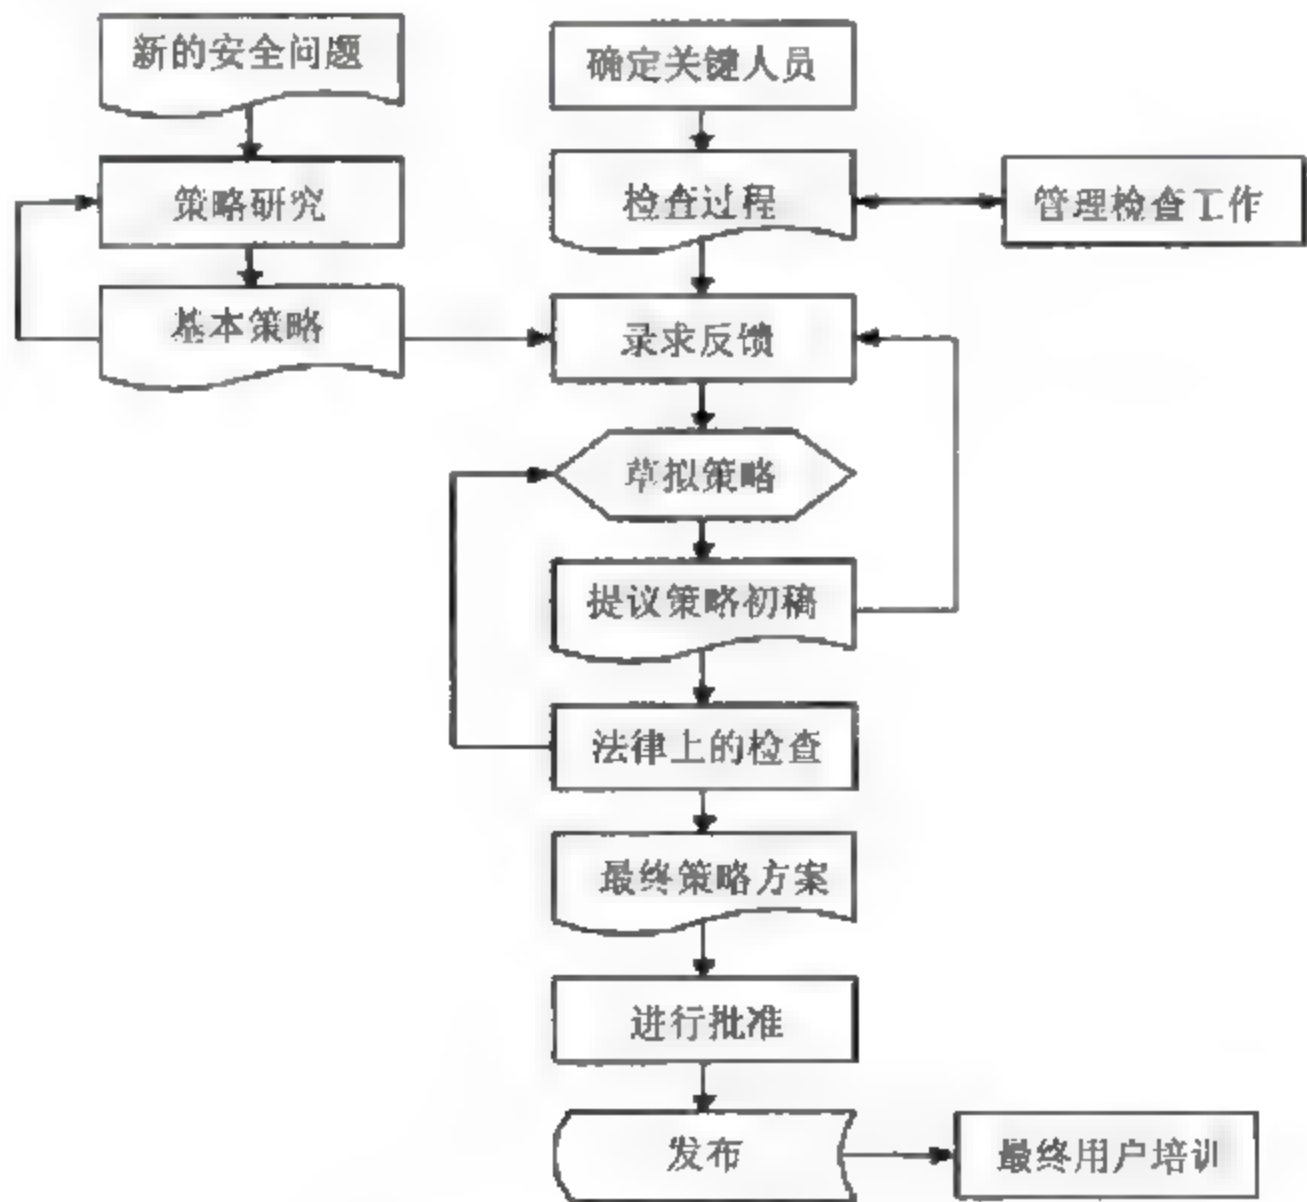 新的安全问题
确定关键人员
策略研究
检查过程
管理检查工作
基本策略
录求反馈
草拟策略
提议策略初稿
法律上的检查
最终策略方案
进行批准
发布
最终用户培训